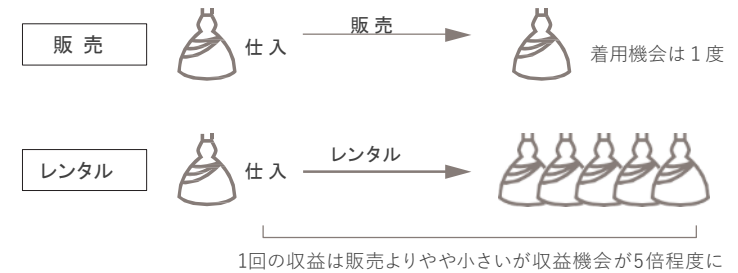 販 売
仕 入
販 売
着用機会は１度
レンタル
仕 入
レンタル
1回の収益は販売よりやや小さいが収益機会が5倍程度に